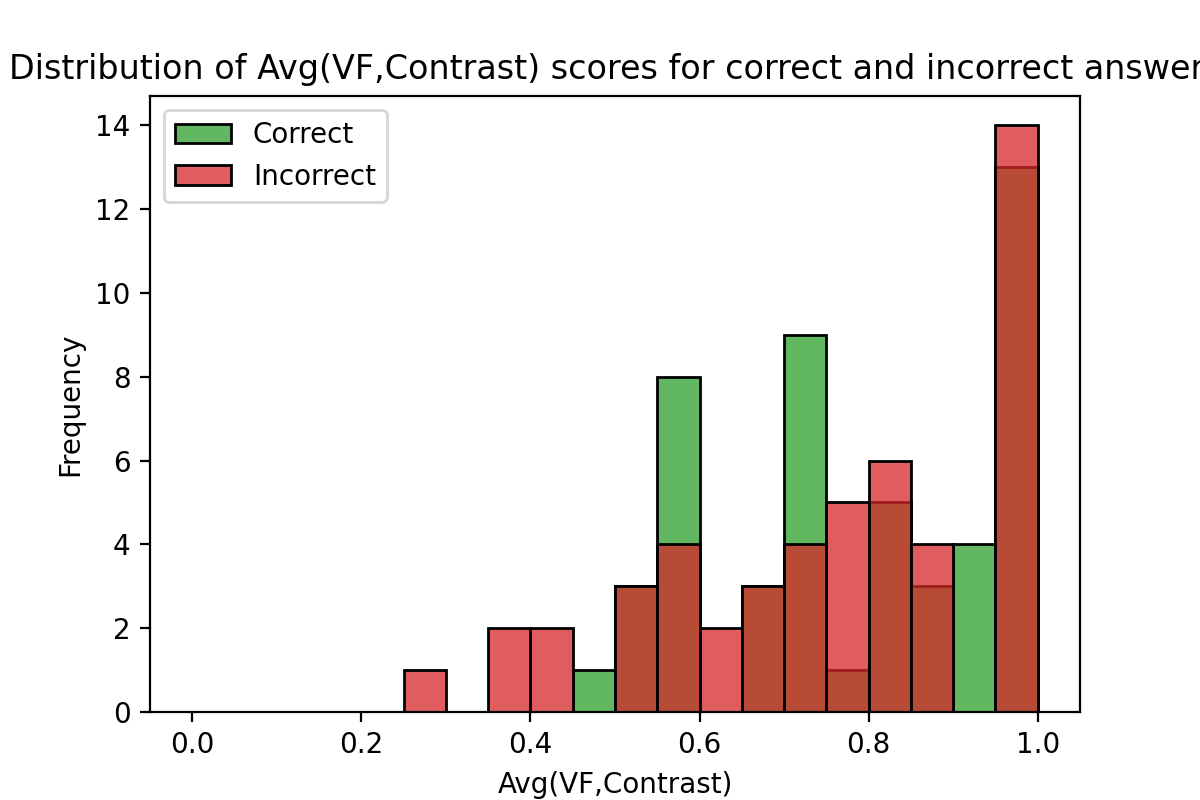 Distribution of Avg(VF,Contrast) scores for correct and incorrect answer
Correct
Incorrect
14
12
10
8
6
4
2
0
Frequency
0.0 0.2 0.4 0.6 0.8 1.0
Avg(VF,Contrast)